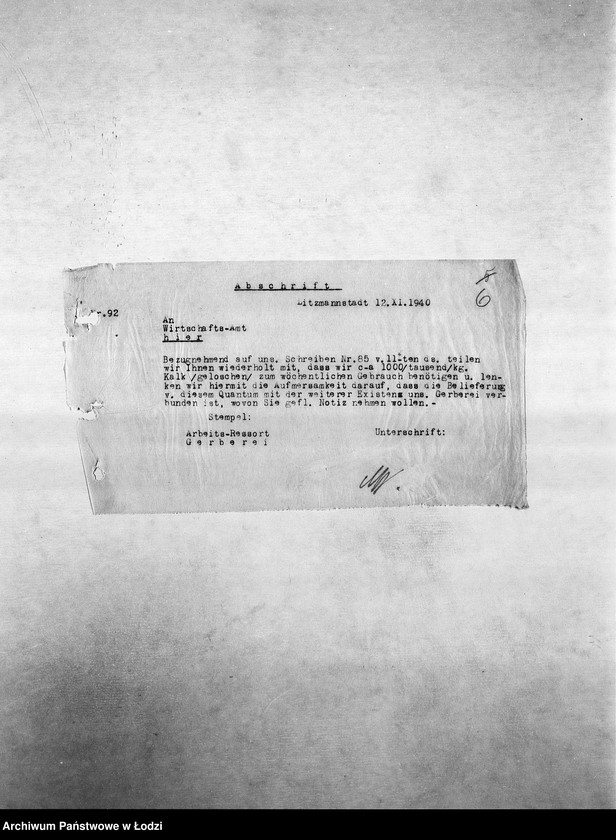 Abschrift
6
Litzmannstadt 12.XI.1940
Nr.92
An
Wirtschafts-Amt
hier
Bezugnehmend auf uns. Schreiben Nr.85 v.11.ten ds. teilen
wir Ihnen wiederholt mit, dass wir c-a 1000/tausend/kg.
Kalk /geloschen/ zum wöchentlichen Gebrauch benötigen u. len-
ken wir hiermit die Aufmersamkeit darauf, dass die Belieferung
v. diesem Quantum mit der weiterer Existenz uns. Gerberei ver-
bunden ist, wovon Sie gefl. Notiz nehmen wollen.-
Stempel:
Arbeits-Ressort
Gerberei
Unterschrift:
Archiwum Państwowe w Łodzi